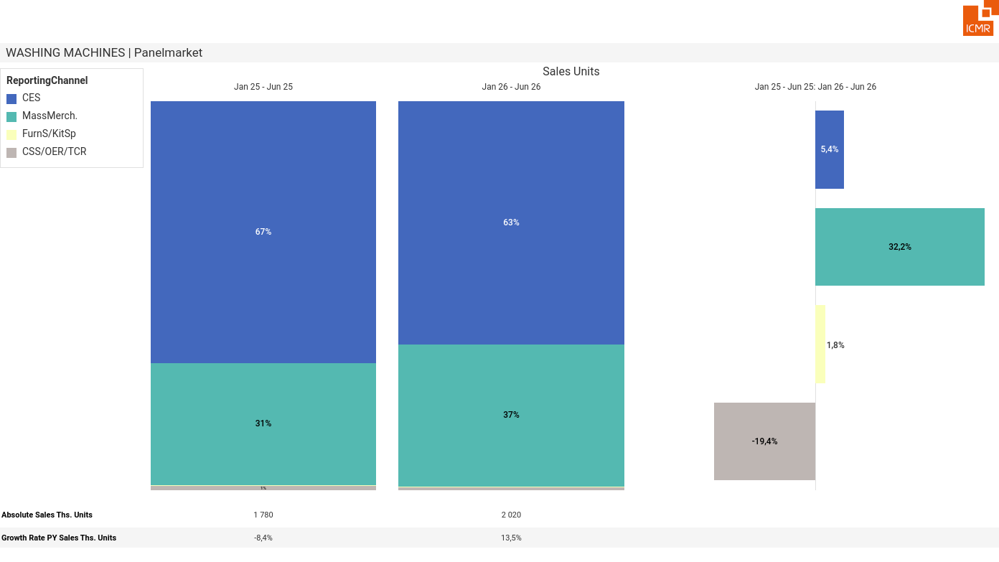 ICMR
WASHING MACHINES | Panelmarket
ReportingChannel
CES
MassMerch.
FurnS/KitSp
CSS/OER/TCR
Sales Units
Jan 25 - Jun 25
Jan 26 - Jun 26
Jan 25 - Jun 25: Jan 26 - Jun 26
67%
31%
1%
63%
37%
5,4%
32,2%
1,8%
-19,4%
Absolute Sales Ths. Units 1 780 2 020
Growth Rate PY Sales Ths. Units -8,4% 13,5%